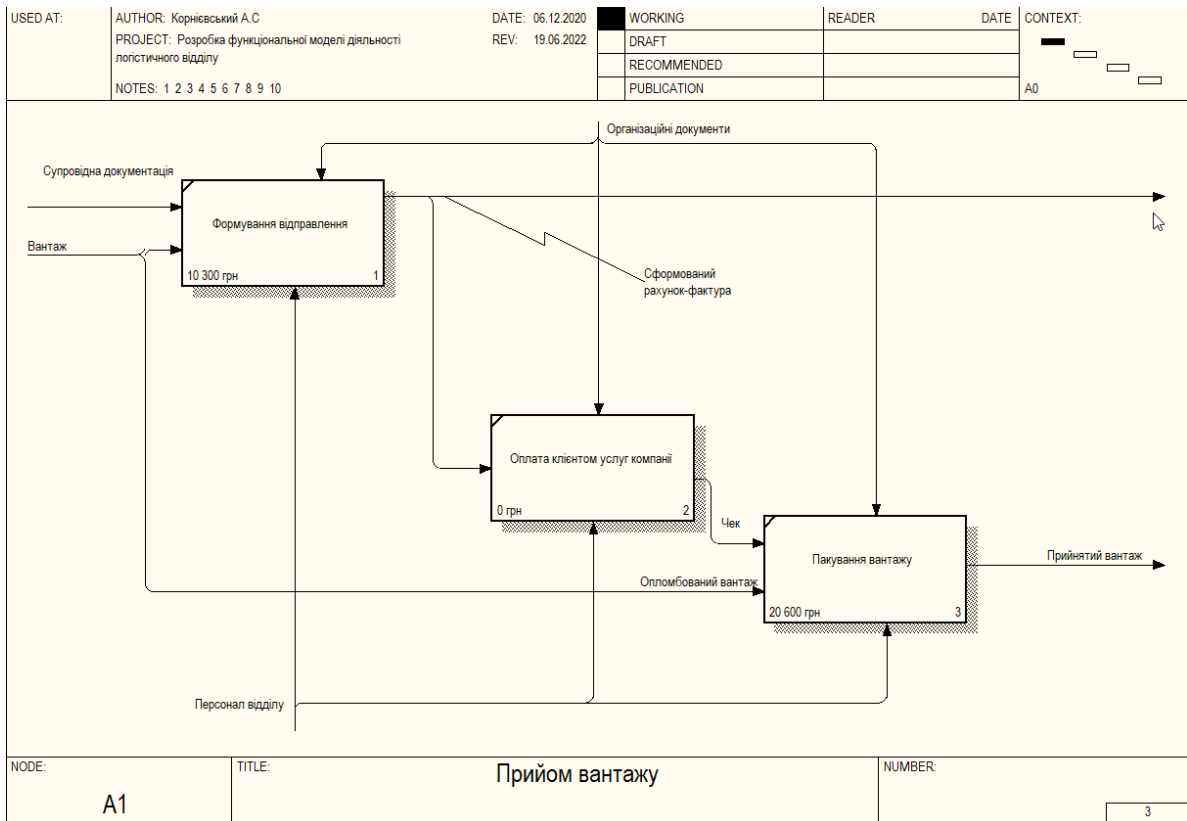 USED AT:
AUTHOR: Корнієвський А.С
DATE: 06.12.2020
PROJECT: Розробка функціональної моделі діяльності
логістичного відділу
REV: 19.06.2022
NOTES: 1 2 3 4 5 6 7 8 9 10
WORKING
DRAFT
RECOMMENDED
PUBLICATION
READER
DATE
CONTEXT:
A0
Організаційні документи
Супровідна документація
Формування відправлення
Вантаж
10 300 грн
1
Сформований
рахунок-фактура
Оплата клієнтом услуг компанії
0 грн
2
Чек
Пакування вантажу
Прийнятий вантаж
Опломбований вантаж
20 600 грн
3
Персонал відділу
NODE:
A1
TITLE:
Прийом вантажу
NUMBER:
3